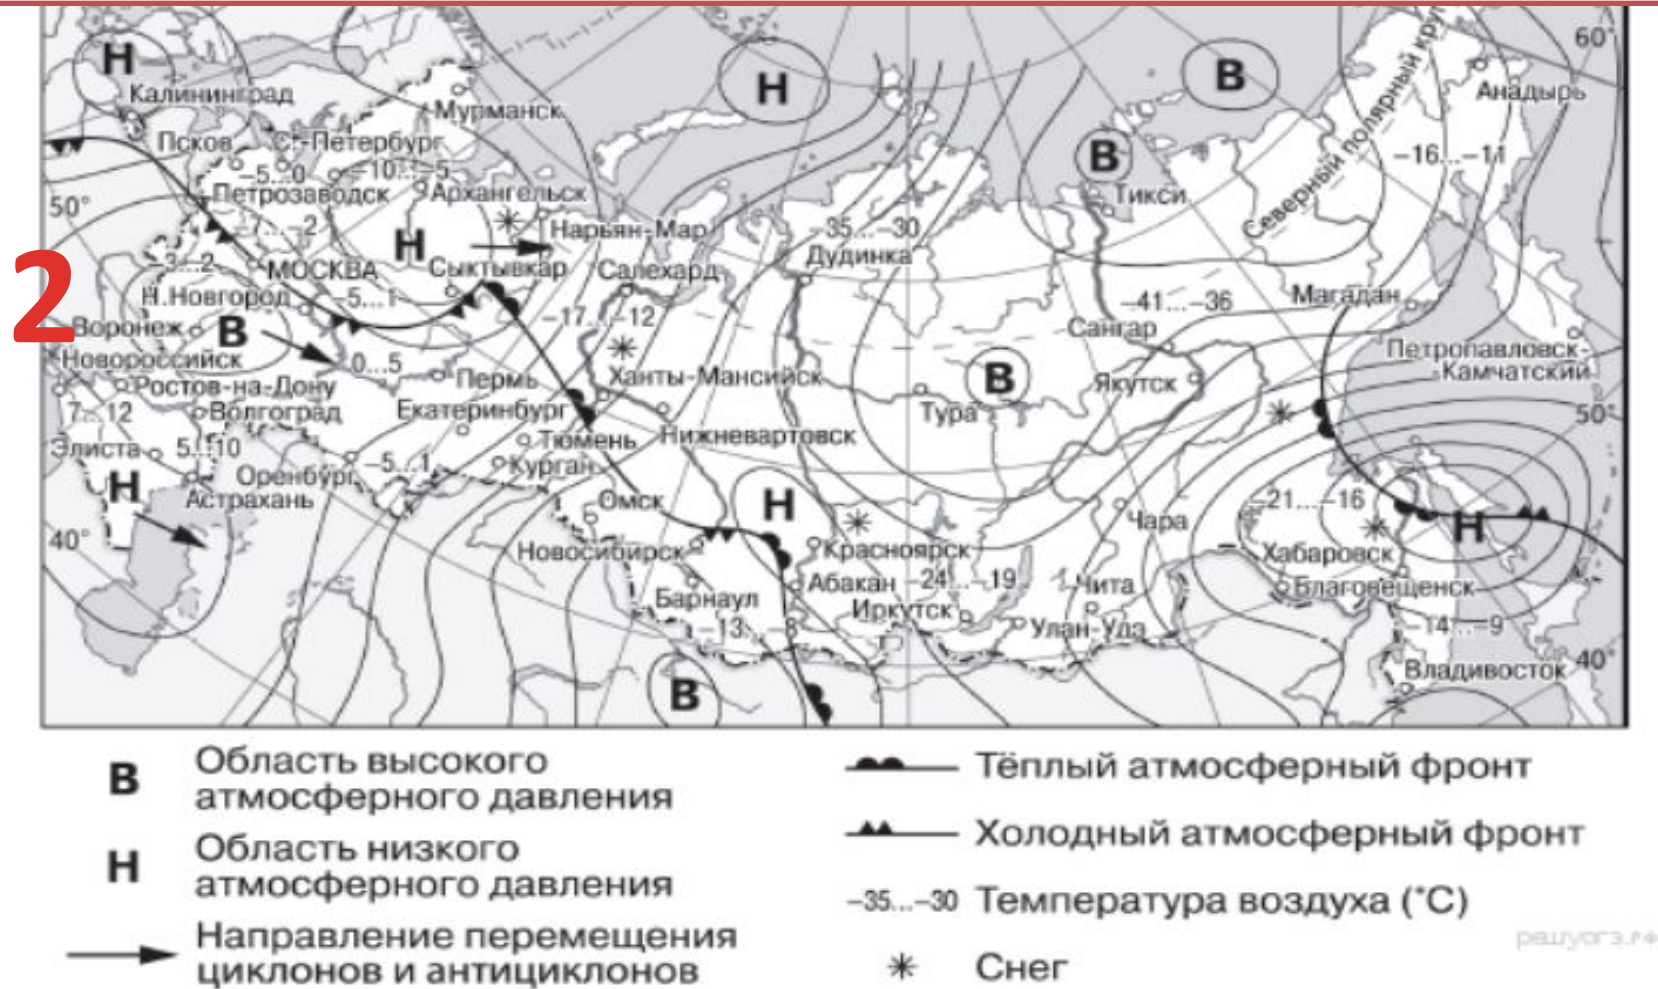 Н
Н
В
60°
Калининград
Мурманск
Анадырь
Северный полярный круг
Псков
С.-Петербург
В
–16...–11
–5...0
–10...–5
Петрозаводск
Архангельск
Тикси
50°
–7...–2
Н
Нарьян-Мар
–35...–30
–3...2
МОСКВА
Сыктывкар
Салехард
Дудинка
2
Н.Новгород
–5...1
–17...–12
–41...–36
Магадан
Воронеж
В
Сангар
Новороссийск
0...5
Пермь
Ханты-Мансийск
В
Якутск
Петропавловск-
Камчатский
Ростов-на-Дону
7...12
Волгоград
Екатеринбург
Тура
50°
Элиста
5...10
Тюмень
Нижневартовск
Оренбург
–5...1
Курган
Н
Астрахань
Омск
Н
–21...–16
Чара
Н
40°
Новосибирск
Красноярск
Хабаровск
Абакан
–24...–19
Чита
Благовещенск
Барнаул
Иркутск
–13...–8
Улан-Удэ
–14...–9
В
Владивосток
40°
В
Область высокого
атмосферного давления
Н
Область низкого
атмосферного давления
Направление перемещения
циклонов и антициклонов
Тёплый атмосферный фронт
Холодный атмосферный фронт
–35...–30 Температура воздуха (°C)
Снег
решуогэ.рф